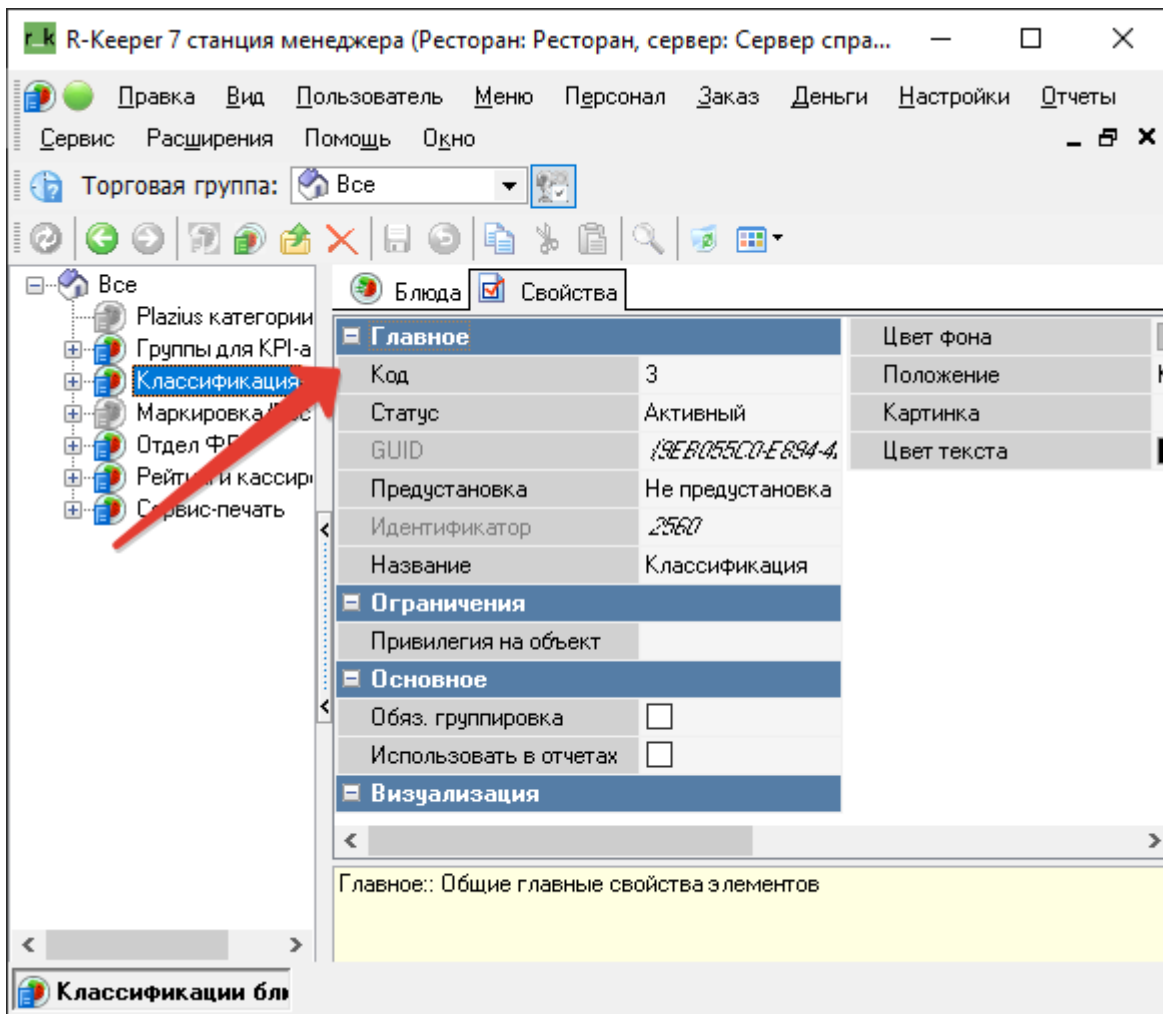 r_k R-Keeper 7 станция менеджера (Ресторан: Ресторан, сервер: Сервер спра...
Правка Вид Пользователь Меню Персонал Заказ Деньги Настройки Отчеты
Сервис Расширения Помощь Окно
Торговая группа: Все
Все
Plazius категории
Группы для KPI-а
Классификация
Маркировка
Отдел
Сервис-печать
Блюда Свойства
Главное
Код 3
Статус Активный
GUID {9EB055C0-E894-4
Предустановка Не предустановка
Идентификатор 2560
Название Классификация
Ограничения
Привилегия на объект
Основное
Обяз. группировка
Использовать в отчетах
Визуализация
Цвет фона
Положение
Картинка
Цвет текста
Главное:: Общие главные свойства элементов
Классификации